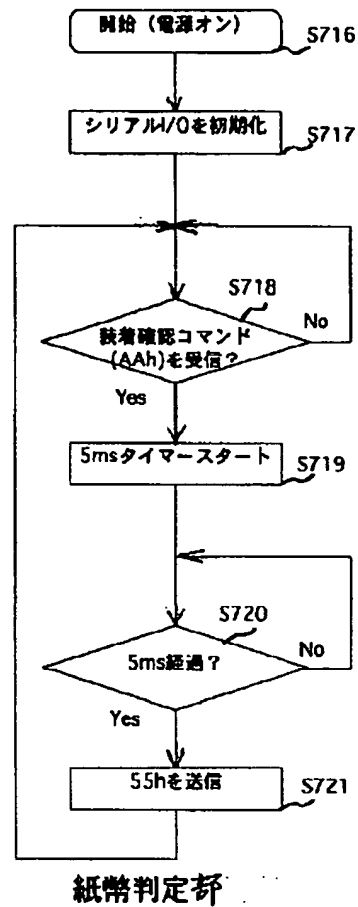 開始（電源オン）
S716
シリアルI/Oを初期化
S717
S718
装着確認コマンド
(AAh)を受信？
No
Yes
5msタイマースタート
S719
S720
5ms経過？
No
Yes
55hを送信
S721
紙幣判定部